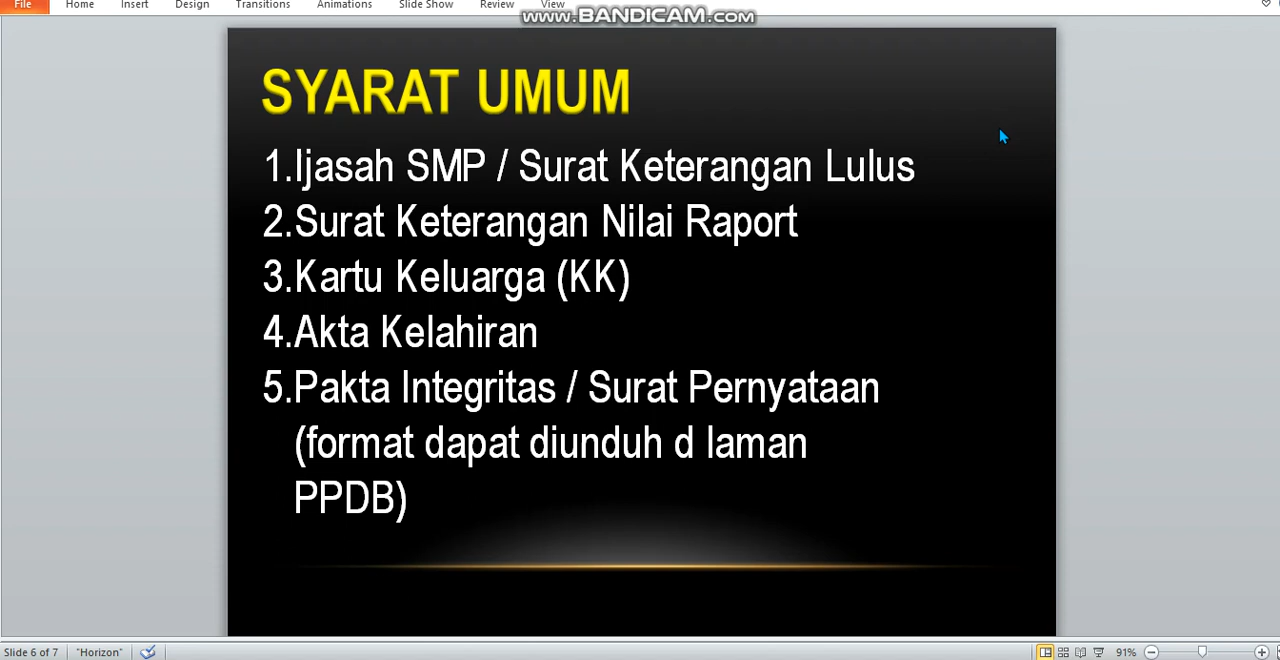 File Home Insert Design Transitions Animations Slide Show Review View
www.BANDICAM.com
SYARAT UMUM
1.Ijasah SMP / Surat Keterangan Lulus
2.Surat Keterangan Nilai Raport
3.Kartu Keluarga (KK)
4.Akta Kelahiran
5.Pakta Integritas / Surat Pernyataan
(format dapat diunduh d laman
PPDB)
Slide 6 of 7 "Horizon" 91%